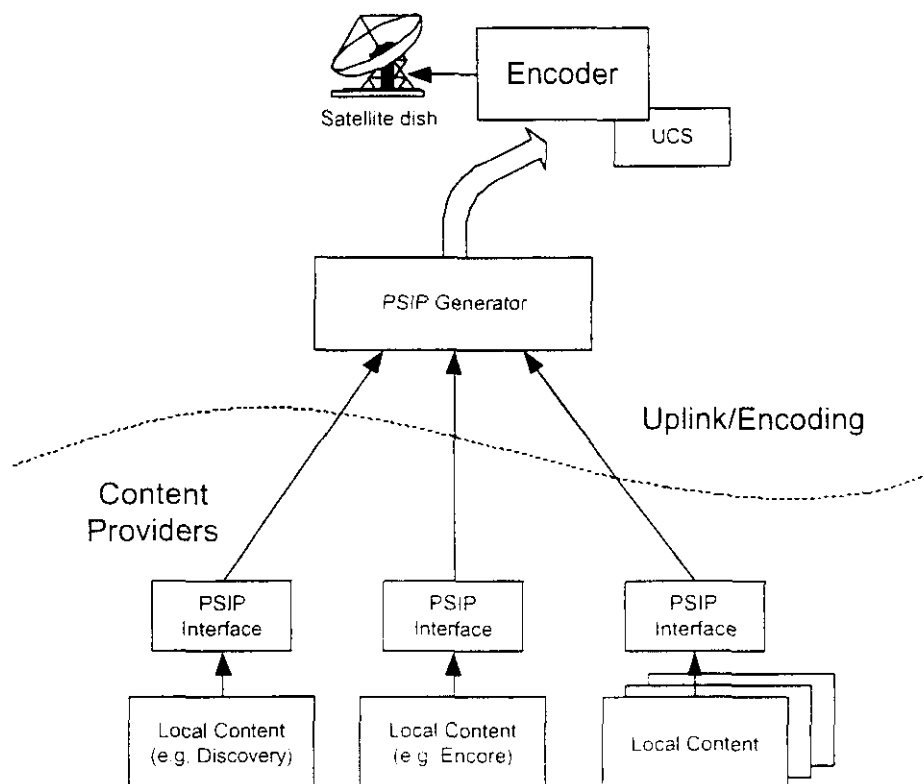 Encoder
Satellite dish
UCS
PSIP Generator
Uplink/Encoding
Content
Providers
PSIP
Interface
PSIP
Interface
PSIP
Interface
Local Content
(e.g. Discovery)
Local Content
(e.g. Encore)
Local Content